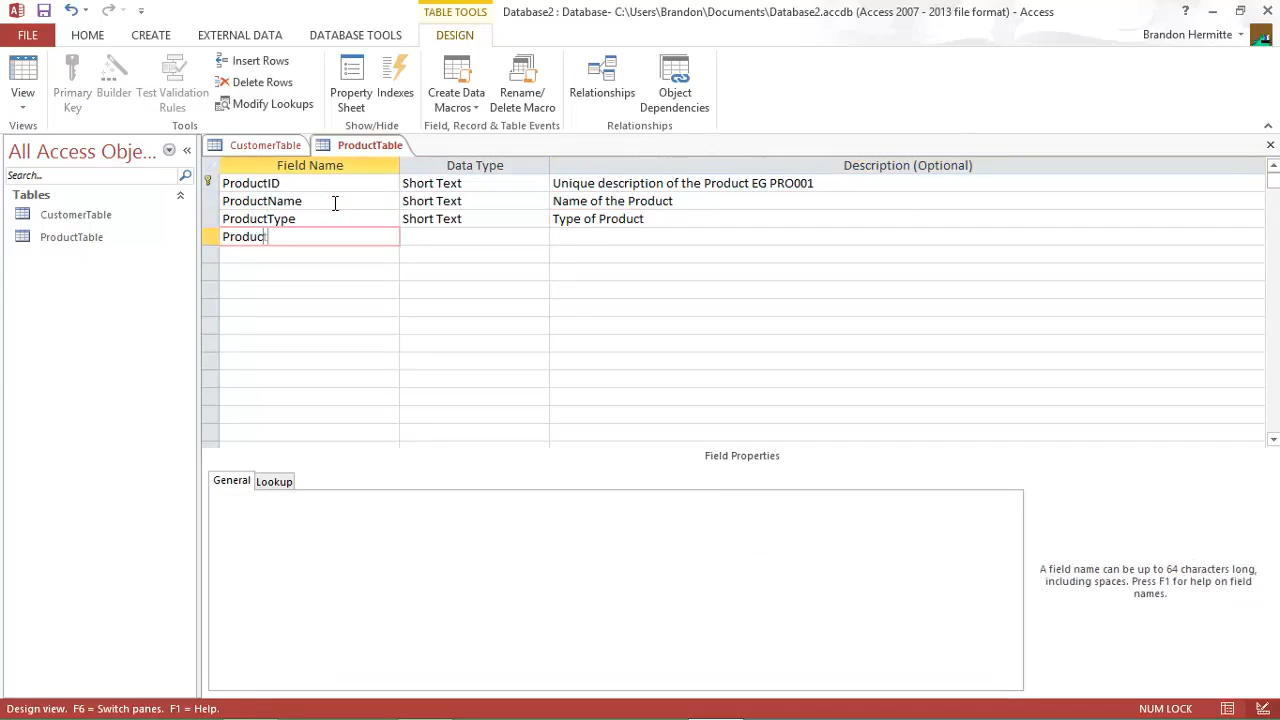 TABLE TOOLS
Database2 : Database- C:\Users\Brandon\Documents\Database2.accdb (Access 2007 - 2013 file format) - Access
FILE HOME CREATE EXTERNAL DATA DATABASE TOOLS DESIGN
Brandon Hermitte
View
Primary Key
Builder
Test Validation Rules
Insert Rows
Delete Rows
Modify Lookups
Property Sheet
Indexes
Create Data Macros
Rename/ Delete Macro
Relationships
Object Dependencies
Views Tools Show/Hide Field, Record & Table Events Relationships
All Access Obje...
Search...
Tables
CustomerTable
ProductTable
CustomerTable ProductTable
Field Name Data Type Description (Optional)
ProductID Short Text Unique description of the Product EG PRO001
ProductName Short Text Name of the Product
ProductType Short Text Type of Product
Product
Field Properties
General Lookup
A field name can be up to 64 characters long,
including spaces. Press F1 for help on field
names.
Design view. F6 = Switch panes. F1 = Help.
NUM LOCK